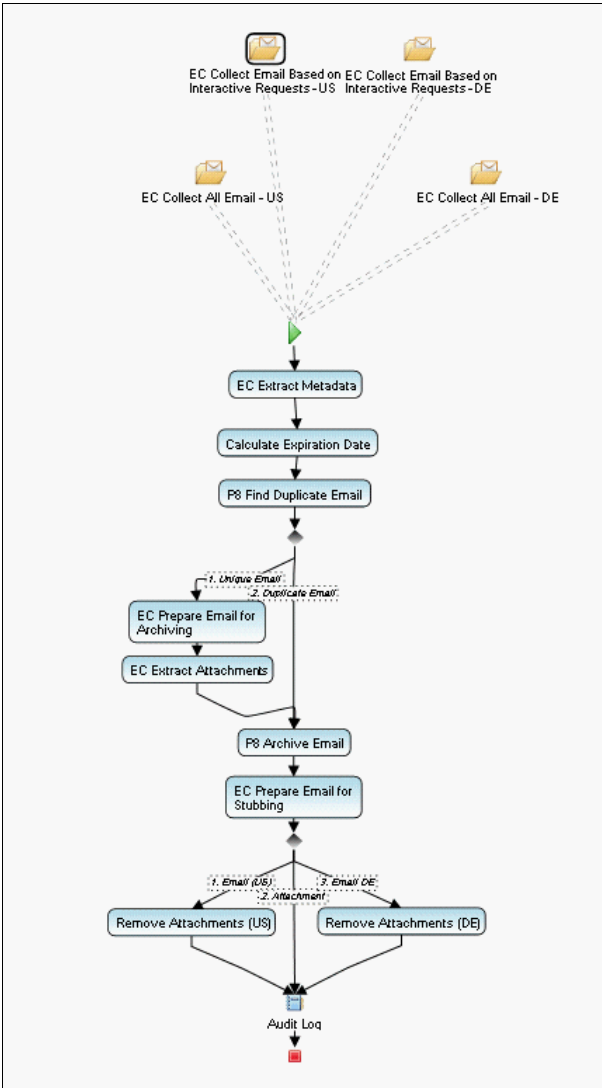 EC Collect Email Based on
Interactive Requests - US
EC Collect Email Based on
Interactive Requests - DE
EC Collect All Email - US
EC Collect All Email - DE
EC Extract Metadata
Calculate Expiration Date
P8 Find Duplicate Email
1. Unique Email
2. Duplicate Email
EC Prepare Email for
Archiving
EC Extract Attachments
P8 Archive Email
EC Prepare Email for
Stubbing
1. Email (US)
2. Attachment
3. Email DE
Remove Attachments (US)
Remove Attachments (DE)
Audit Log